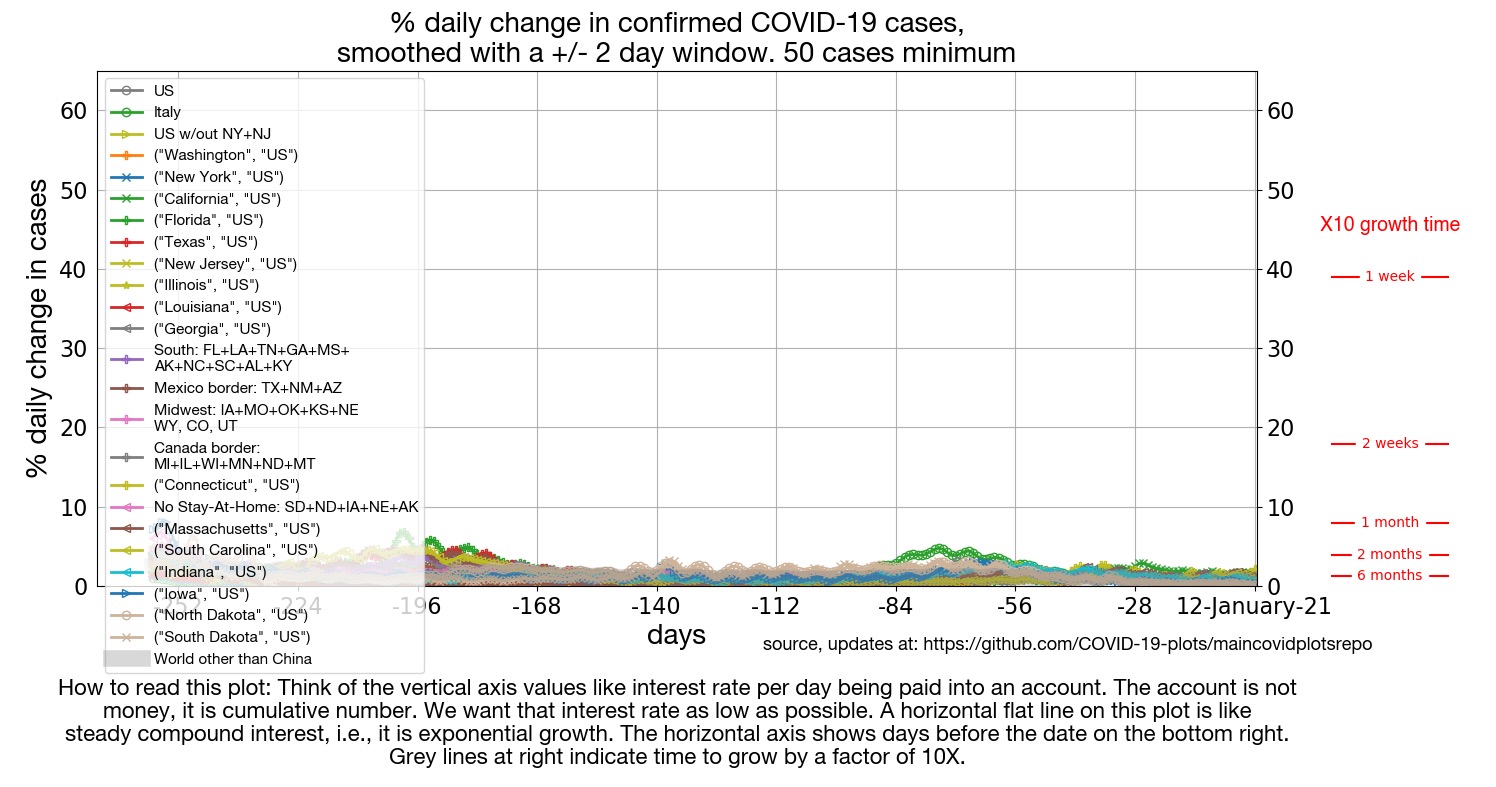 % daily change in confirmed COVID-19 cases,
smoothed with a +/- 2 day window. 50 cases minimum
% daily change in cases
60
50
40
30
20
10
0
US
Italy
US w/out NY+NJ
("Washington", "US")
("New York", "US")
("California", "US")
("Florida", "US")
("Texas", "US")
("New Jersey", "US")
("Illinois", "US")
("Louisiana", "US")
("Georgia", "US")
South: FL+LA+TN+GA+MS+
AK+NC+SC+AL+KY
Mexico border: TX+NM+AZ
Midwest: IA+MO+OK+KS+NE
WY, CO, UT
Canada border:
MI+IL+WI+MN+ND+MT
("Connecticut", "US")
No Stay-At-Home: SD+ND+IA+NE+AK
("Massachusetts", "US")
("South Carolina", "US")
("Indiana", "US")
("Iowa", "US")
("North Dakota", "US")
("South Dakota", "US")
World other than China
60
50
40
30
20
10
0
X10 growth time
1 week
2 weeks
1 month
2 months
6 months
-252 -224 -196 -168 -140 -112 -84 -56 -28 12-January-21
days
source, updates at: https://github.com/COVID-19-plots/maincovidplotsrepo
How to read this plot: Think of the vertical axis values like interest rate per day being paid into an account. The account is not
money, it is cumulative number. We want that interest rate as low as possible. A horizontal flat line on this plot is like
steady compound interest, i.e., it is exponential growth. The horizontal axis shows days before the date on the bottom right.
Grey lines at right indicate time to grow by a factor of 10X.